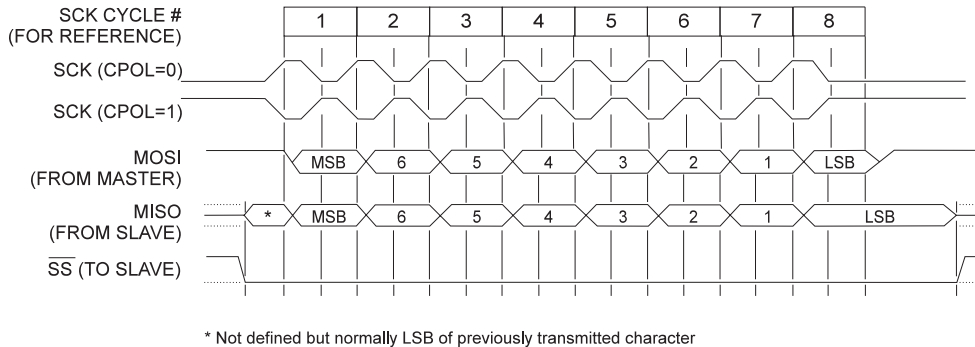 SCK CYCLE #
(FOR REFERENCE)
1 2 3 4 5 6 7 8
SCK (CPOL=0)
SCK (CPOL=1)
MOSI
(FROM MASTER)
MSB 6 5 4 3 2 1 LSB
MISO
(FROM SLAVE)
* MSB 6 5 4 3 2 1 LSB
SS (TO SLAVE)
* Not defined but normally LSB of previously transmitted character